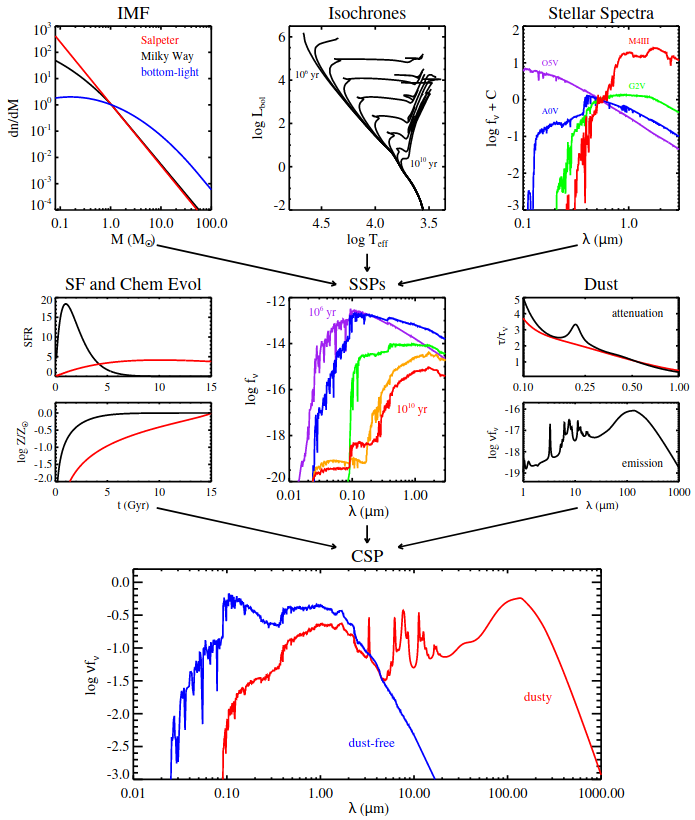 IMF
Isochrones
Stellar Spectra
10³
10²
10¹
10⁰
10⁻¹
10⁻²
10⁻³
10⁻⁴
dn/dM
Salpeter
Milky Way
bottom-light
0.1
1.0
10.0
100.0
M (M☉)
6
4
2
0
-2
log L_bol
10⁶ yr
10¹⁰ yr
4.5
4.0
3.5
log T_eff
2
1
0
-1
-2
-3
log fν + C
O5V
M4III
G2V
A0V
0.1
1.0
λ (μm)
SF and Chem Evol
SSPs
Dust
20
15
10
5
0
SFR
0
5
10
15
0.0
-0.5
-1.0
-1.5
-2.0
log Z/Z☉
0
5
10
15
t (Gyr)
-12
-14
-16
-18
-20
log fν
10⁶ yr
10¹⁰ yr
0.01
0.10
1.00
λ (μm)
5
4
3
2
1
0
τ/τV
attenuation
0.10
0.25
0.50
1.00
-16
-17
-18
-19
log νfν
emission
1
10
100
1000
λ (μm)
CSP
0.0
-0.5
-1.0
-1.5
-2.0
-2.5
-3.0
log νfν
dust-free
dusty
0.01
0.10
1.00
10.00
100.00
1000.00
λ (μm)